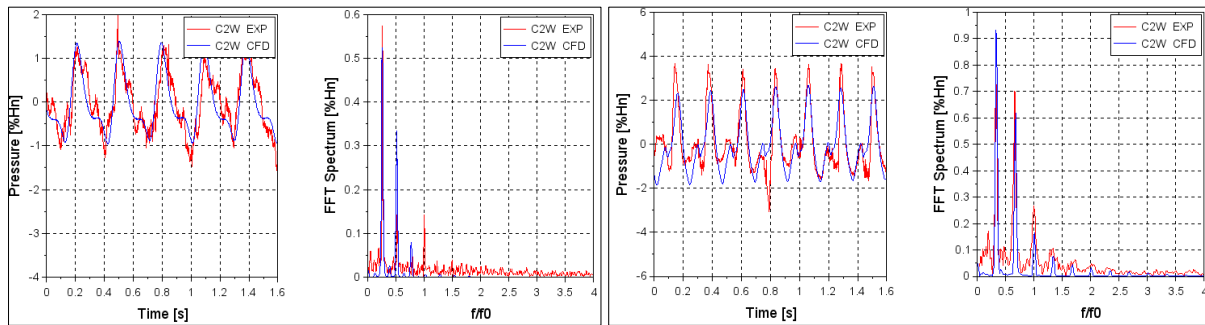 C2W EXP
C2W CFD
Pressure [%Hn]
2
1
0
-1
-2
-3
-4
0 0.2 0.4 0.6 0.8 1 1.2 1.4 1.6
Time [s]
C2W EXP
C2W CFD
FFT Spectrum [%Hn]
0.6
0.5
0.4
0.3
0.2
0.1
0
0 0.5 1 1.5 2 2.5 3 3.5 4
f/f0
C2W EXP
C2W CFD
Pressure [%Hn]
6
4
2
0
-2
-4
-6
0 0.2 0.4 0.6 0.8 1 1.2 1.4 1.6
Time [s]
C2W EXP
C2W CFD
FFT Spectrum [%Hn]
1
0.9
0.8
0.7
0.6
0.5
0.4
0.3
0.2
0.1
0
0 0.5 1 1.5 2 2.5 3 3.5 4
f/f0